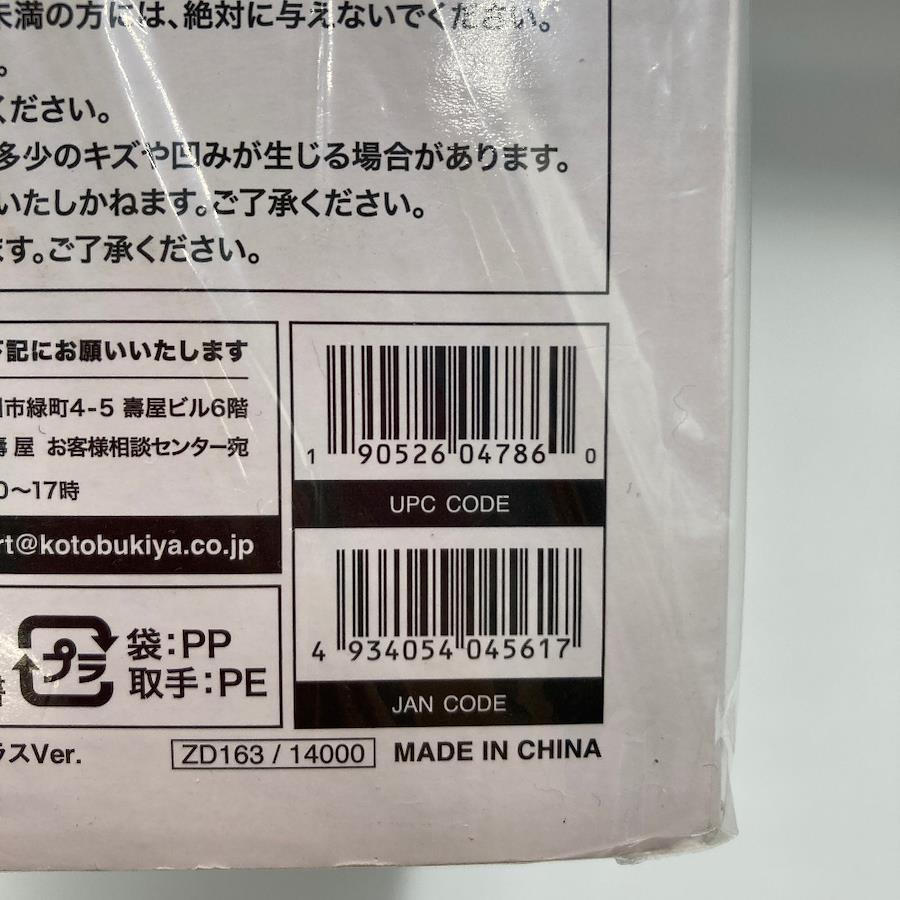 未満の方には、絶対に与えないでください。
。
ください。
多少のキズや凹みが生じる場合があります。
いたしかねます。ご了承ください。
ます。ご了承ください。
下記にお願いいたします
市緑町4-5 壽屋ビル6階
壽屋 お客様相談センター宛
0～17時
rt@kotobukiya.co.jp
1 90526 04786 0
UPC CODE
4 934054 045617
JAN CODE
プラ
袋:PP
取手:PE
ラスVer.
ZD163 / 14000
MADE IN CHINA